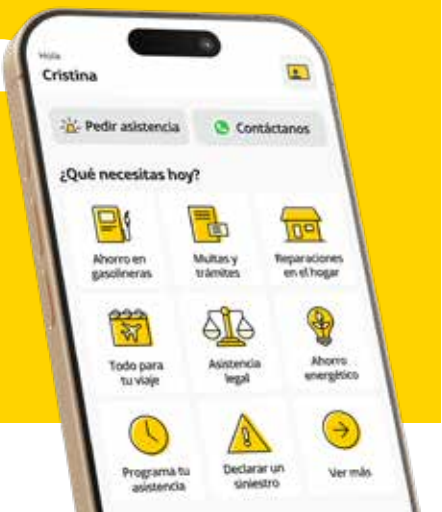 Hola
Cristina
Pedir asistencia
Contáctanos
¿Qué necesitas hoy?
Ahorro en
gasolineras
Multas y
trámites
Reparaciones
en el hogar
Todo para
tu viaje
Asistencia
legal
Ahorro
energético
Programa tu
asistencia
Declarar un
siniestro
Ver más